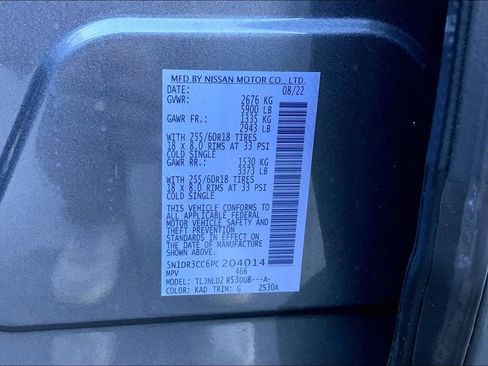 MFD BY NISSAN MOTOR CO., LTD.
DATE: 08/22
GVWR: 2676 KG
5900 LB
GAWR FR.: 1335 KG
2943 LB
WITH 255/60R18 TIRES
18 X 8.0 RIMS AT 33 PSI
COLD SINGLE
GAWR RR.: 1530 KG
3373 LB
WITH 255/60R18 TIRES
18 X 8.0 RIMS AT 33 PSI
COLD SINGLE
THIS VEHICLE CONFORMS TO
ALL APPLICABLE FEDERAL
MOTOR VEHICLE SAFETY
AND THEFT PREVENTION
STANDARDS IN EFFECT ON
THE DATE OF MANUFACTURE
SHOWN ABOVE.
5N1DR3CC6PC204014
MPV 466
MODEL: TLJNLDZ R53DU8---A-
COLOR: KAD TRIM: G ZS30A